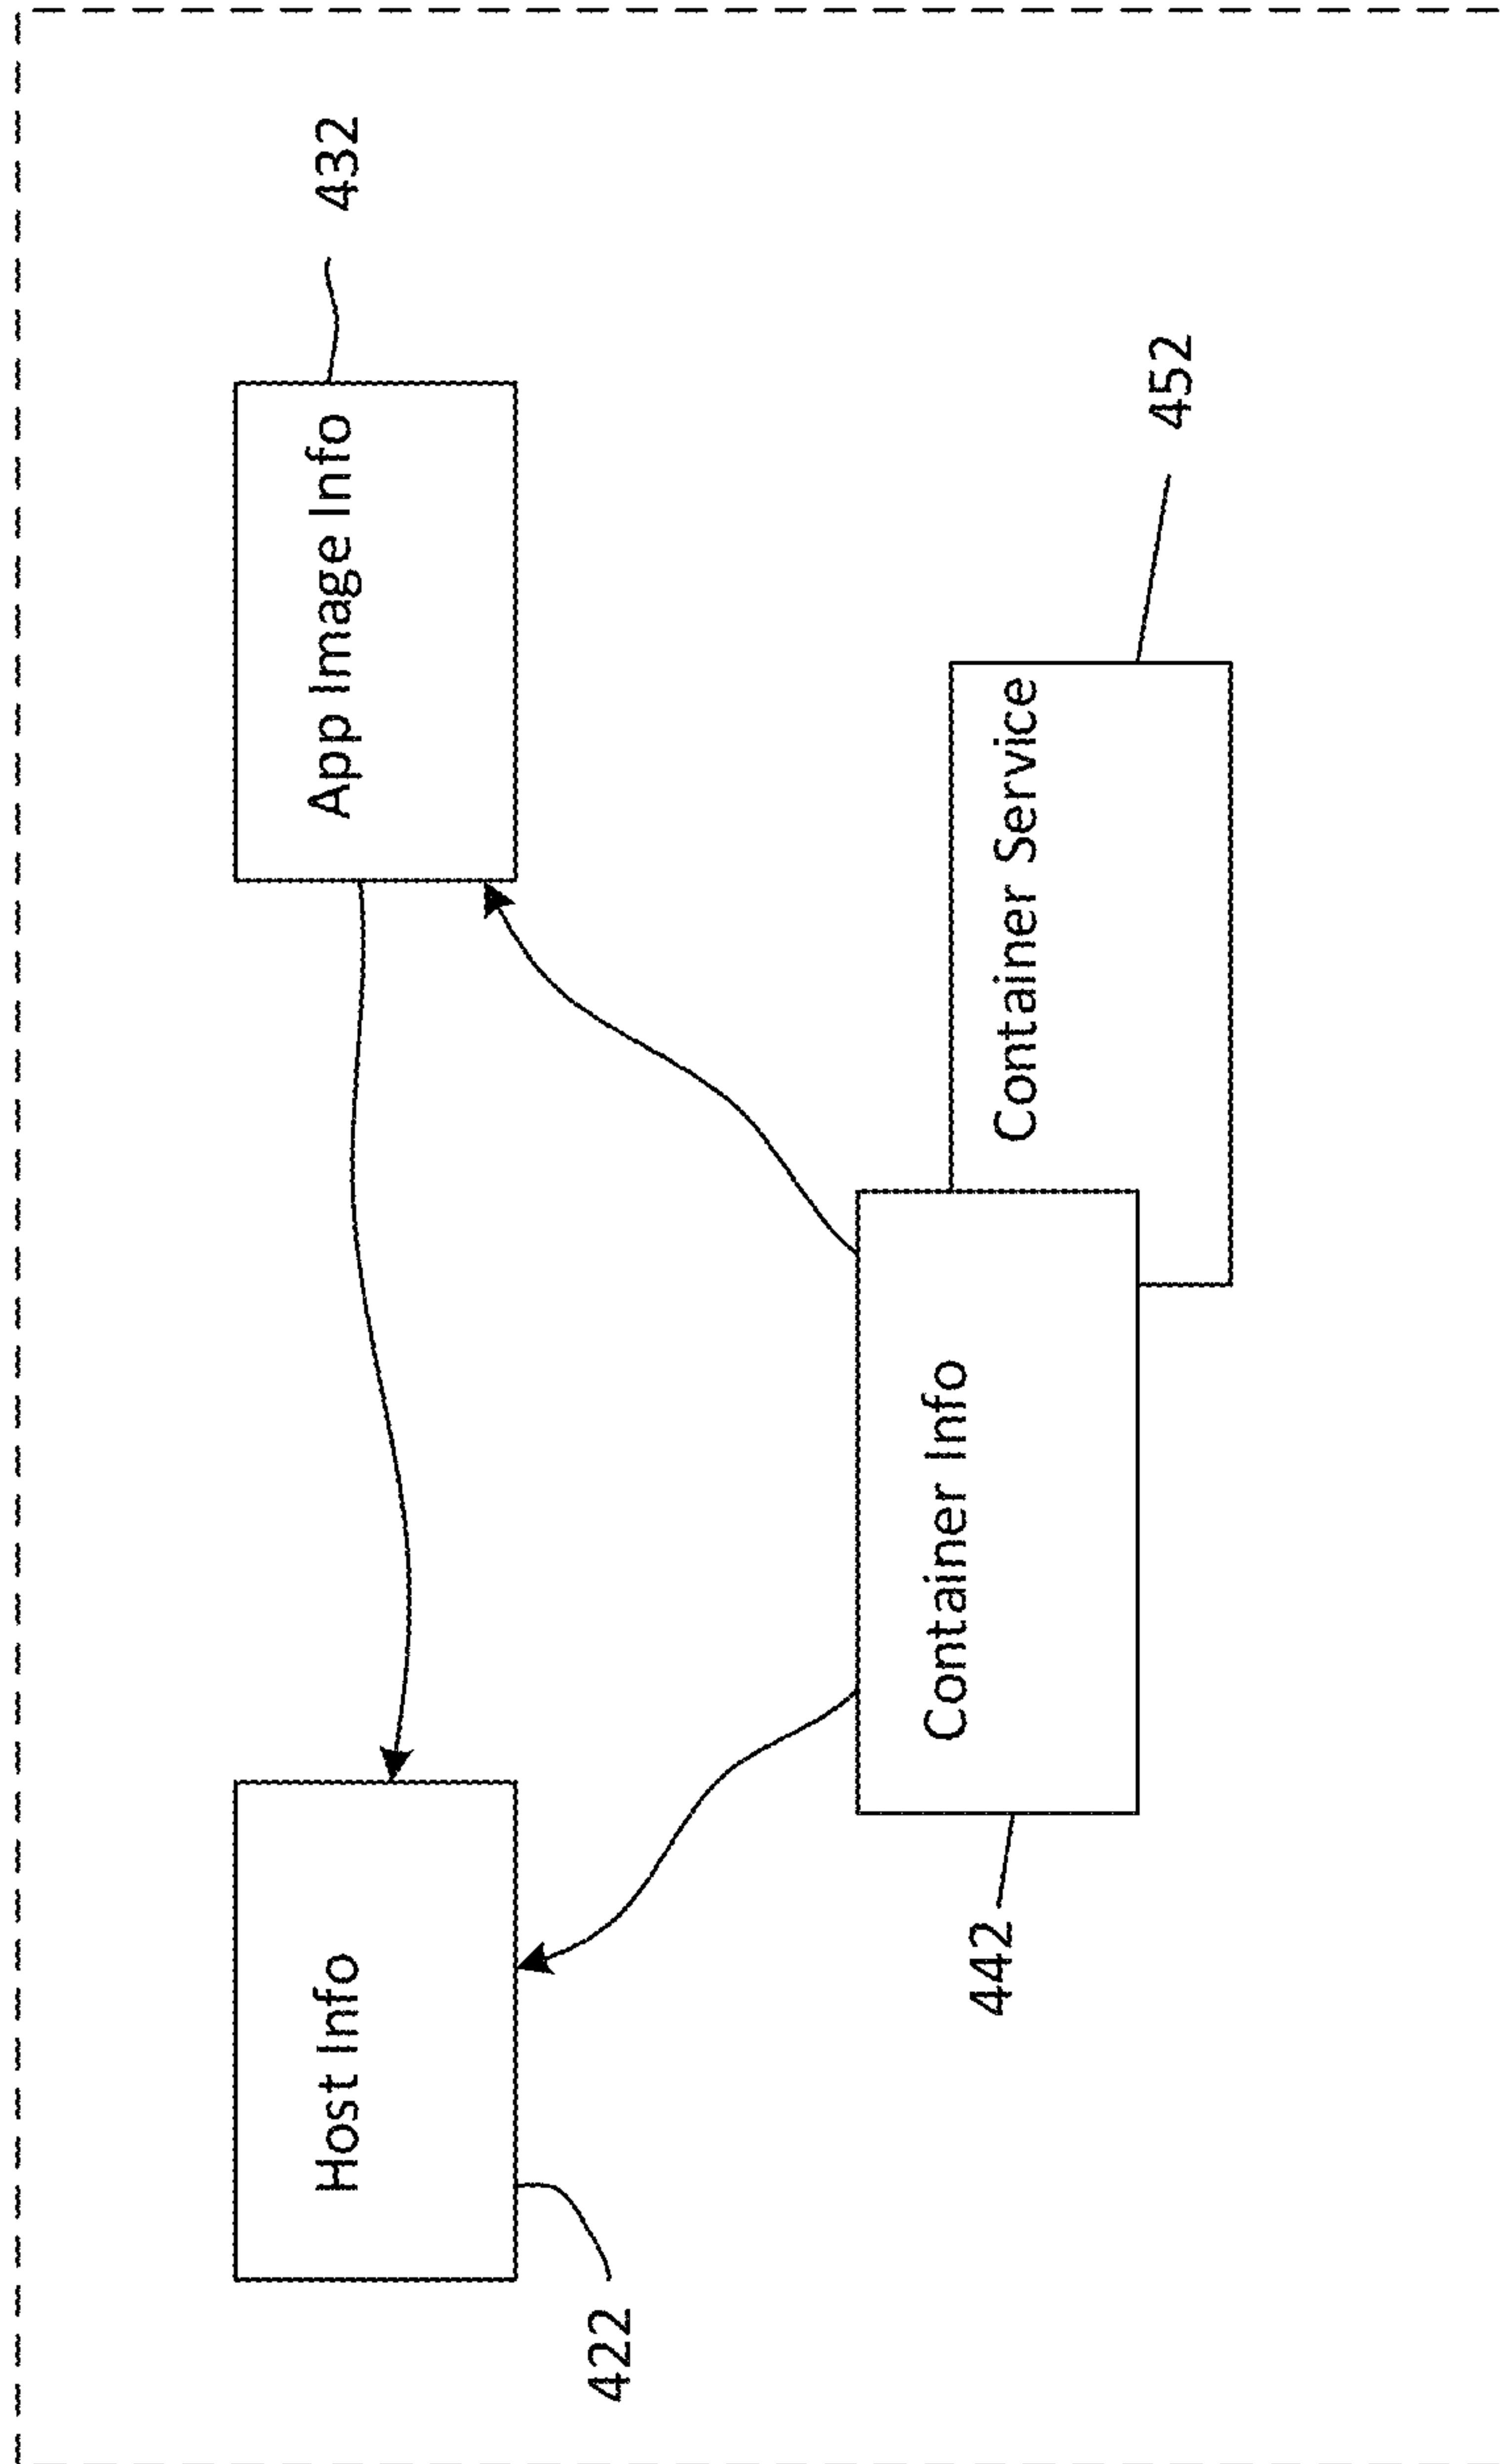 Host Info
App Image Info
432
422
Container Info
Container Service
442
452